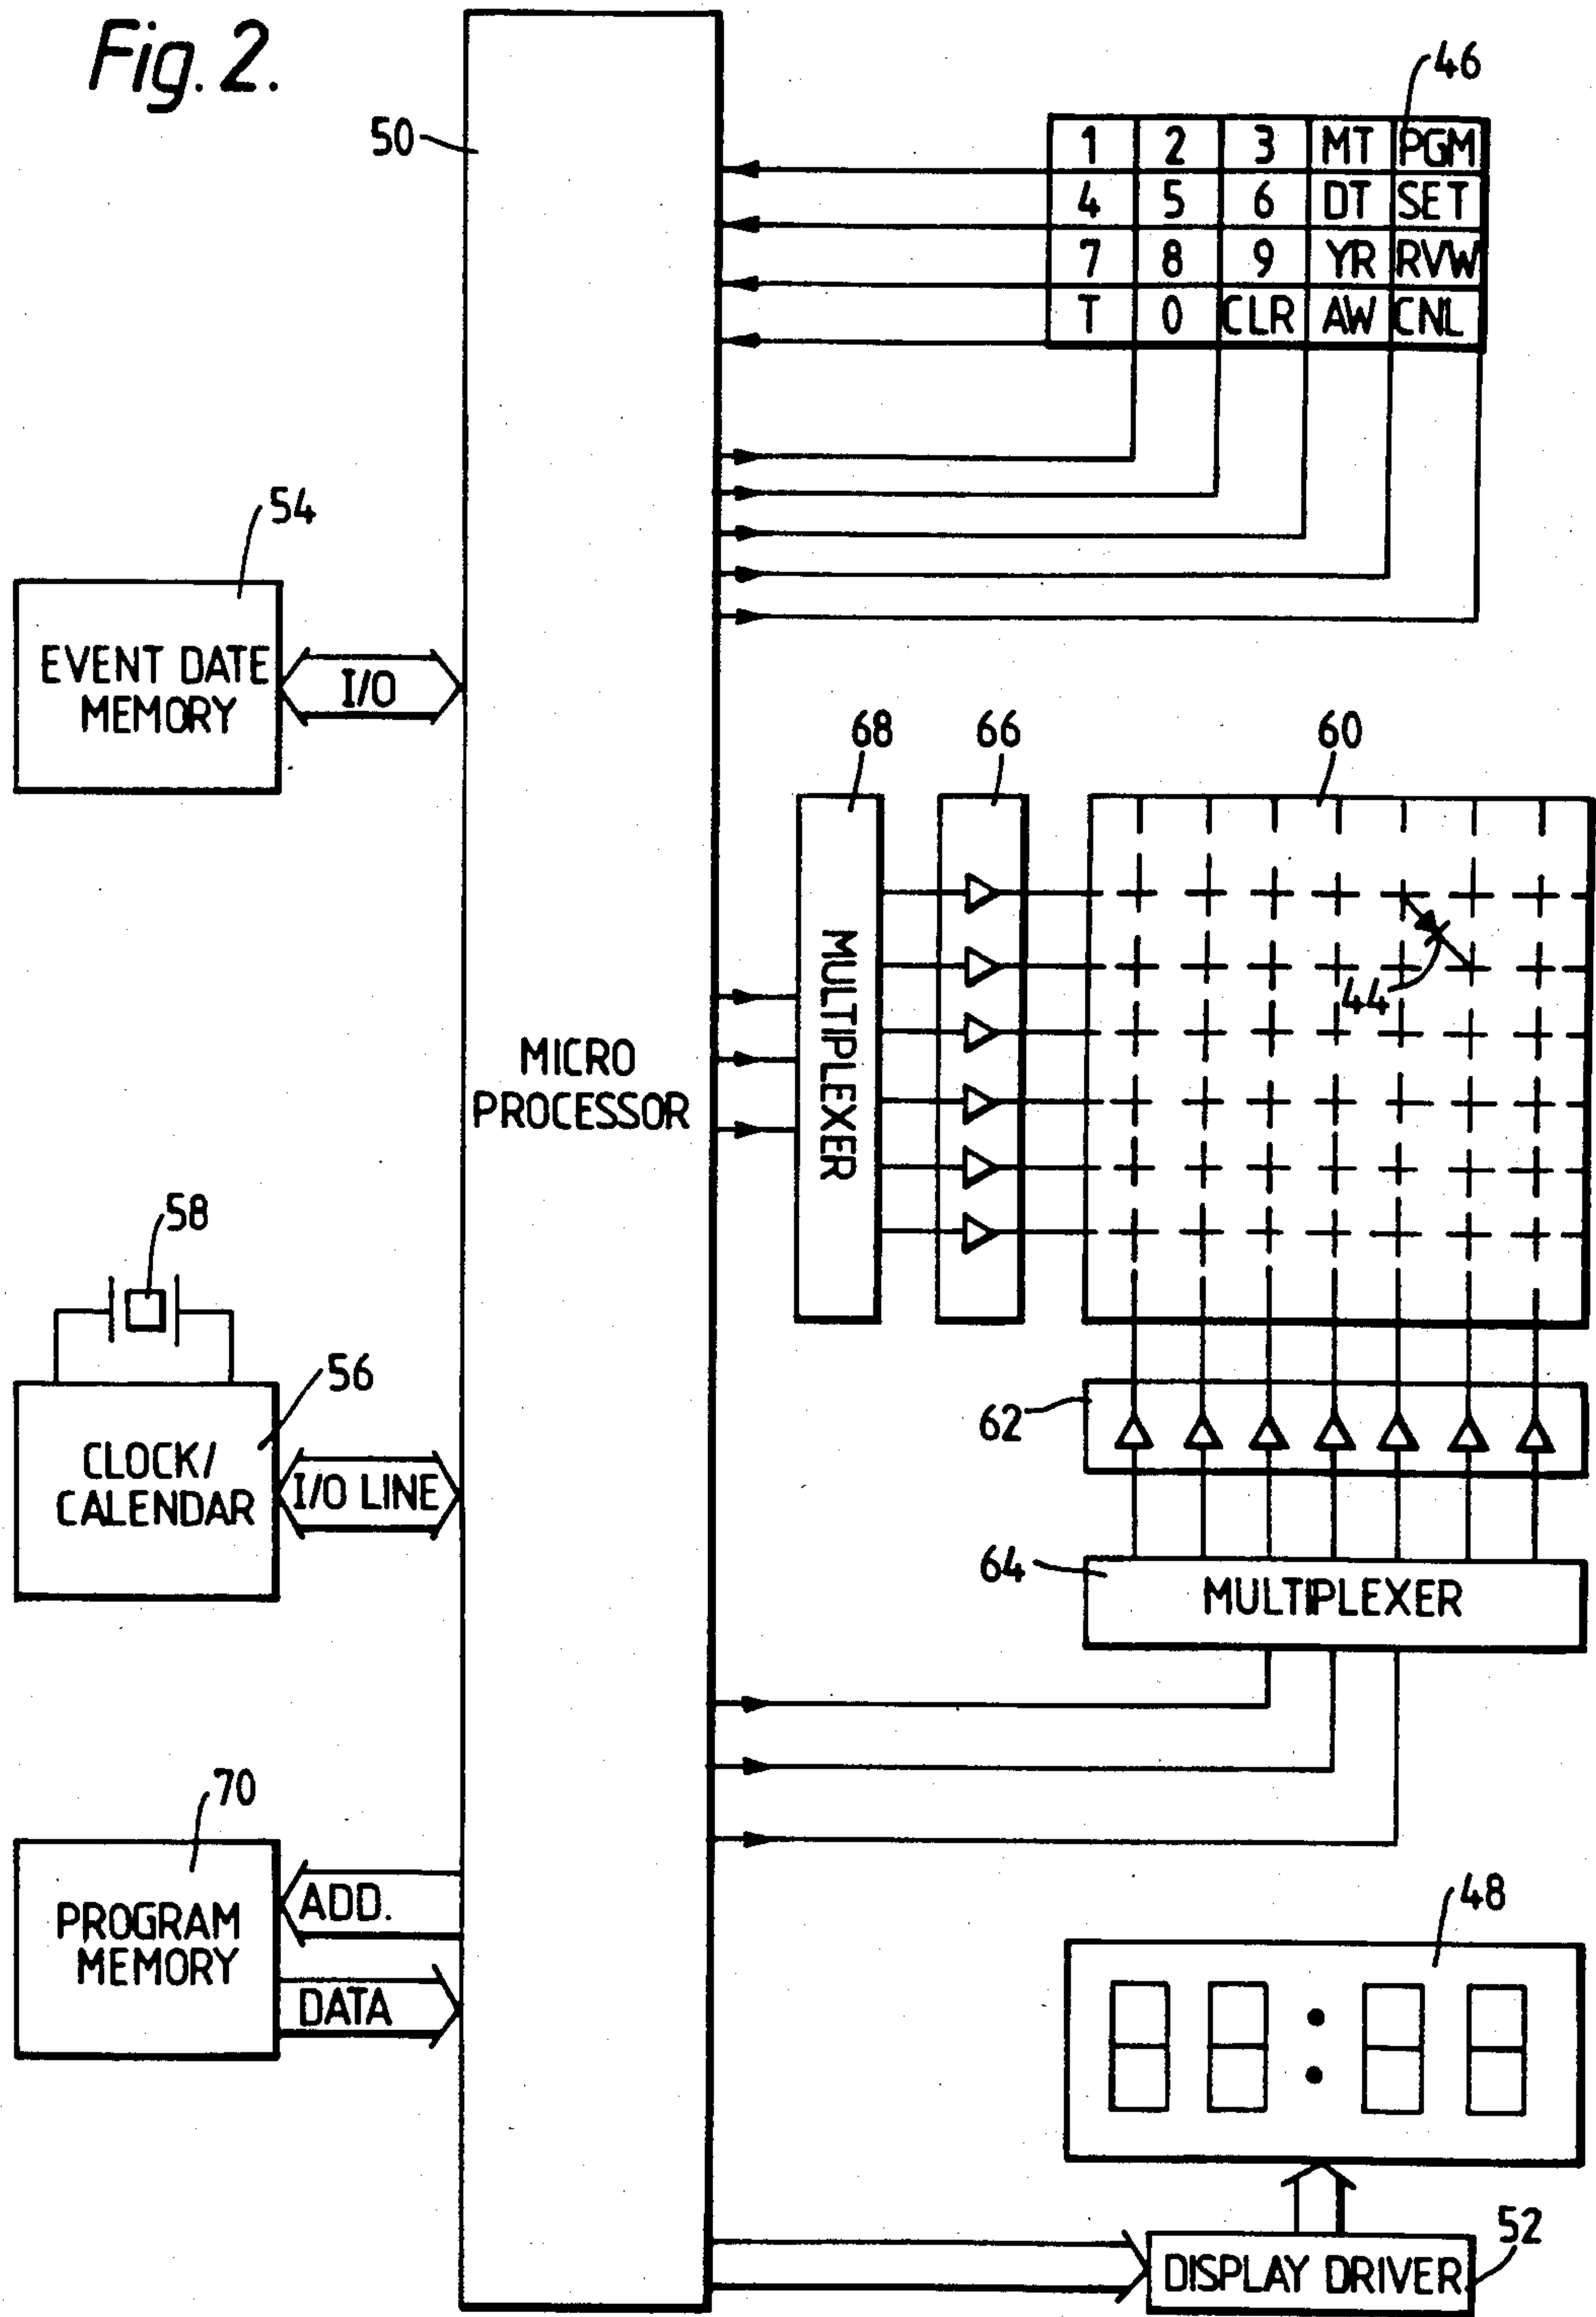 Fig. 2.
50
46
1 2 3 MT PGM
4 5 6 DT SET
7 8 9 YR RVW
T 0 CLR AW CNL
54
EVENT DATE
MEMORY
I/O
68
66
60
44
MULTIPLEXER
MICRO
PROCESSOR
58
56
CLOCK/
CALENDAR
I/O LINE
62
64
MULTIPLEXER
70
PROGRAM
MEMORY
ADD.
DATA
48
52
DISPLAY DRIVER